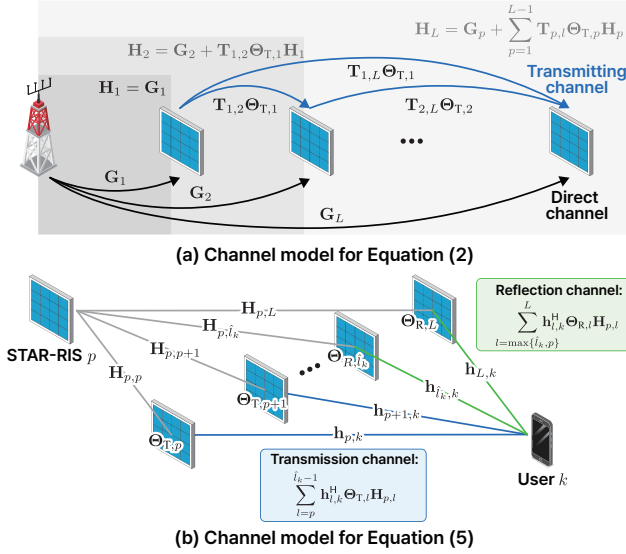 H_L = G_p + \sum_{p=1}^{L-1} T_{p,l}Θ_{T,p}H_p
H_2 = G_2 + T_{1,2}Θ_{T,1}H_1
H_1 = G_1
T_{1,L}Θ_{T,1}
Transmitting
channel
T_{1,2}Θ_{T,1}
T_{2,L}Θ_{T,2}
...
G_1
G_2
G_L
Direct
channel
(a) Channel model for Equation (2)
STAR-RIS p
H_{p,L}
H_{p,\hat{l}_k}
H_{p,p+1}
H_{p,p}
Θ_{R,L}
Θ_{R,\hat{l}_k}
...
Θ_{T,p+1}
Θ_{T,p}
Reflection channel:
\sum_{l=max\{\hat{l}_k,p\}}^{L} h_{l,k}^H Θ_{R,l}H_{p,l}
h_{L,k}
h_{\hat{l}_k,k}
h_{p+1,k}
h_{p,k}
User k
Transmission channel:
\sum_{l=p}^{\hat{l}_k-1} h_{l,k}^H Θ_{T,l}H_{p,l}
(b) Channel model for Equation (5)